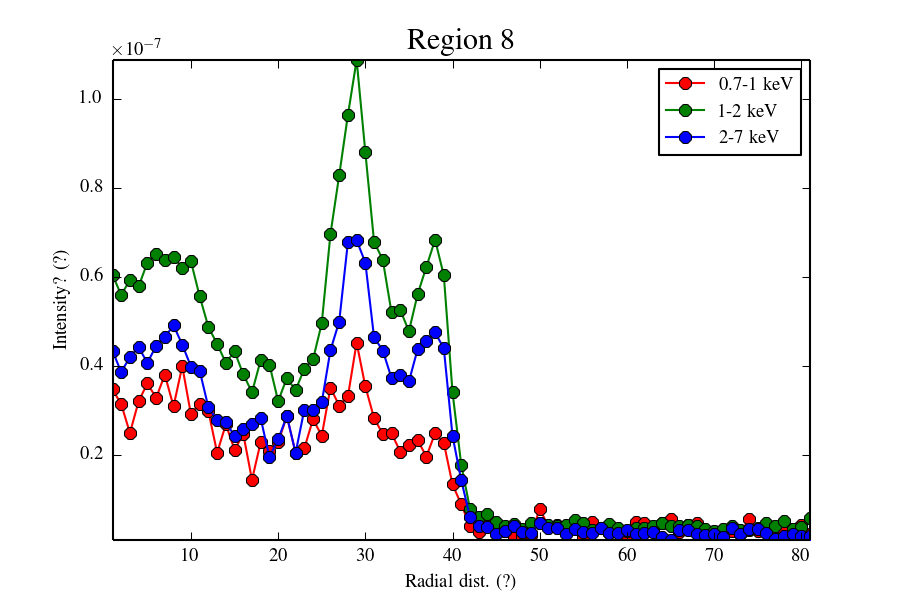 Region 8
×10⁻⁷
0.7-1 keV
1-2 keV
2-7 keV
1.0
0.8
0.6
0.4
0.2
Intensity? (?)
10 20 30 40 50 60 70 80
Radial dist. (?)